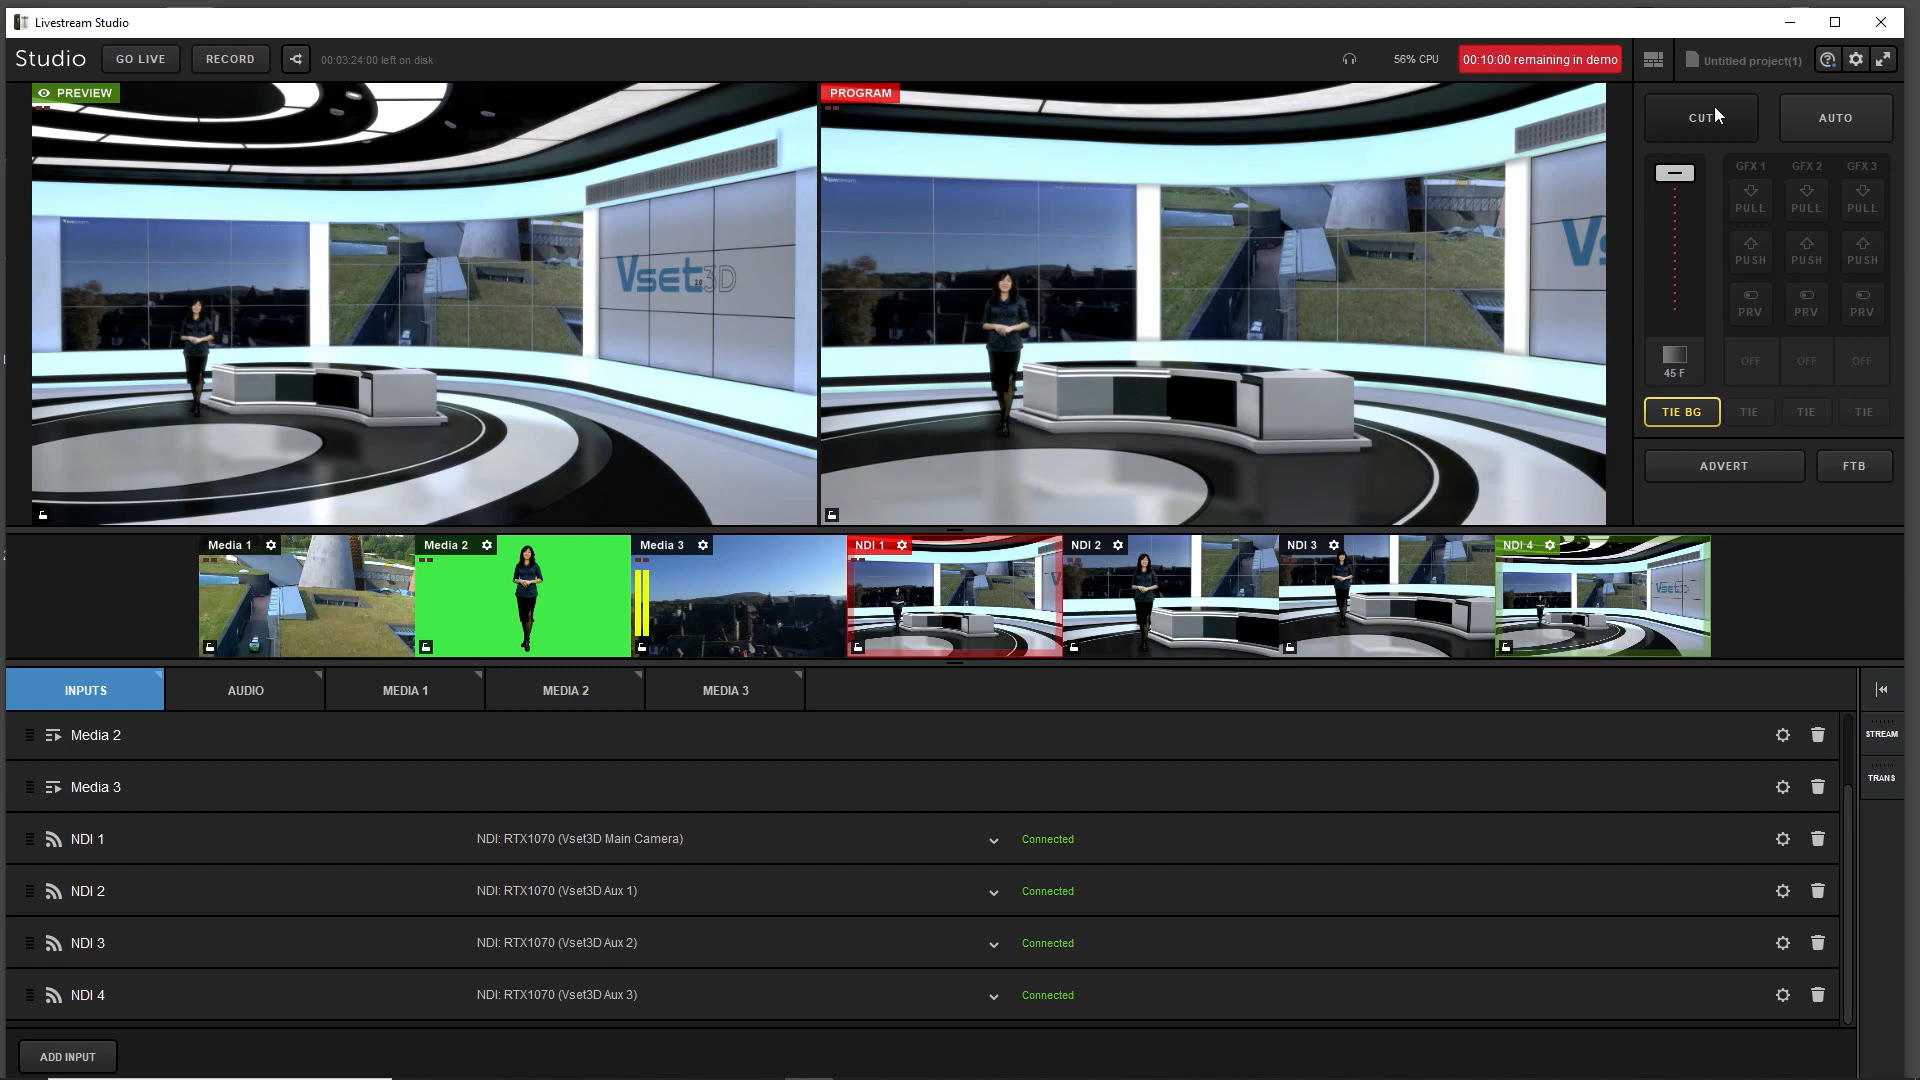 Livestream Studio
Studio
GO LIVE
RECORD
00:03:24:00 left on disk
56% CPU
00:10:00 remaining in demo
Untitled project(1)
PREVIEW
PROGRAM
CUT
AUTO
Vset3D
GFX 1 GFX 2 GFX 3
PULL PULL PULL
PUSH PUSH PUSH
PRV PRV PRV
45 F
OFF OFF OFF
TIE BG TIE TIE TIE
ADVERT FTB
Media 1
Media 2
Media 3
NDI 1
NDI 2
NDI 3
NDI 4
INPUTS AUDIO MEDIA 1 MEDIA 2 MEDIA 3
STREAM
TRANS
Media 2
Media 3
NDI 1 NDI: RTX1070 (Vset3D Main Camera) Connected
NDI 2 NDI: RTX1070 (Vset3D Aux 1) Connected
NDI 3 NDI: RTX1070 (Vset3D Aux 2) Connected
NDI 4 NDI: RTX1070 (Vset3D Aux 3) Connected
ADD INPUT